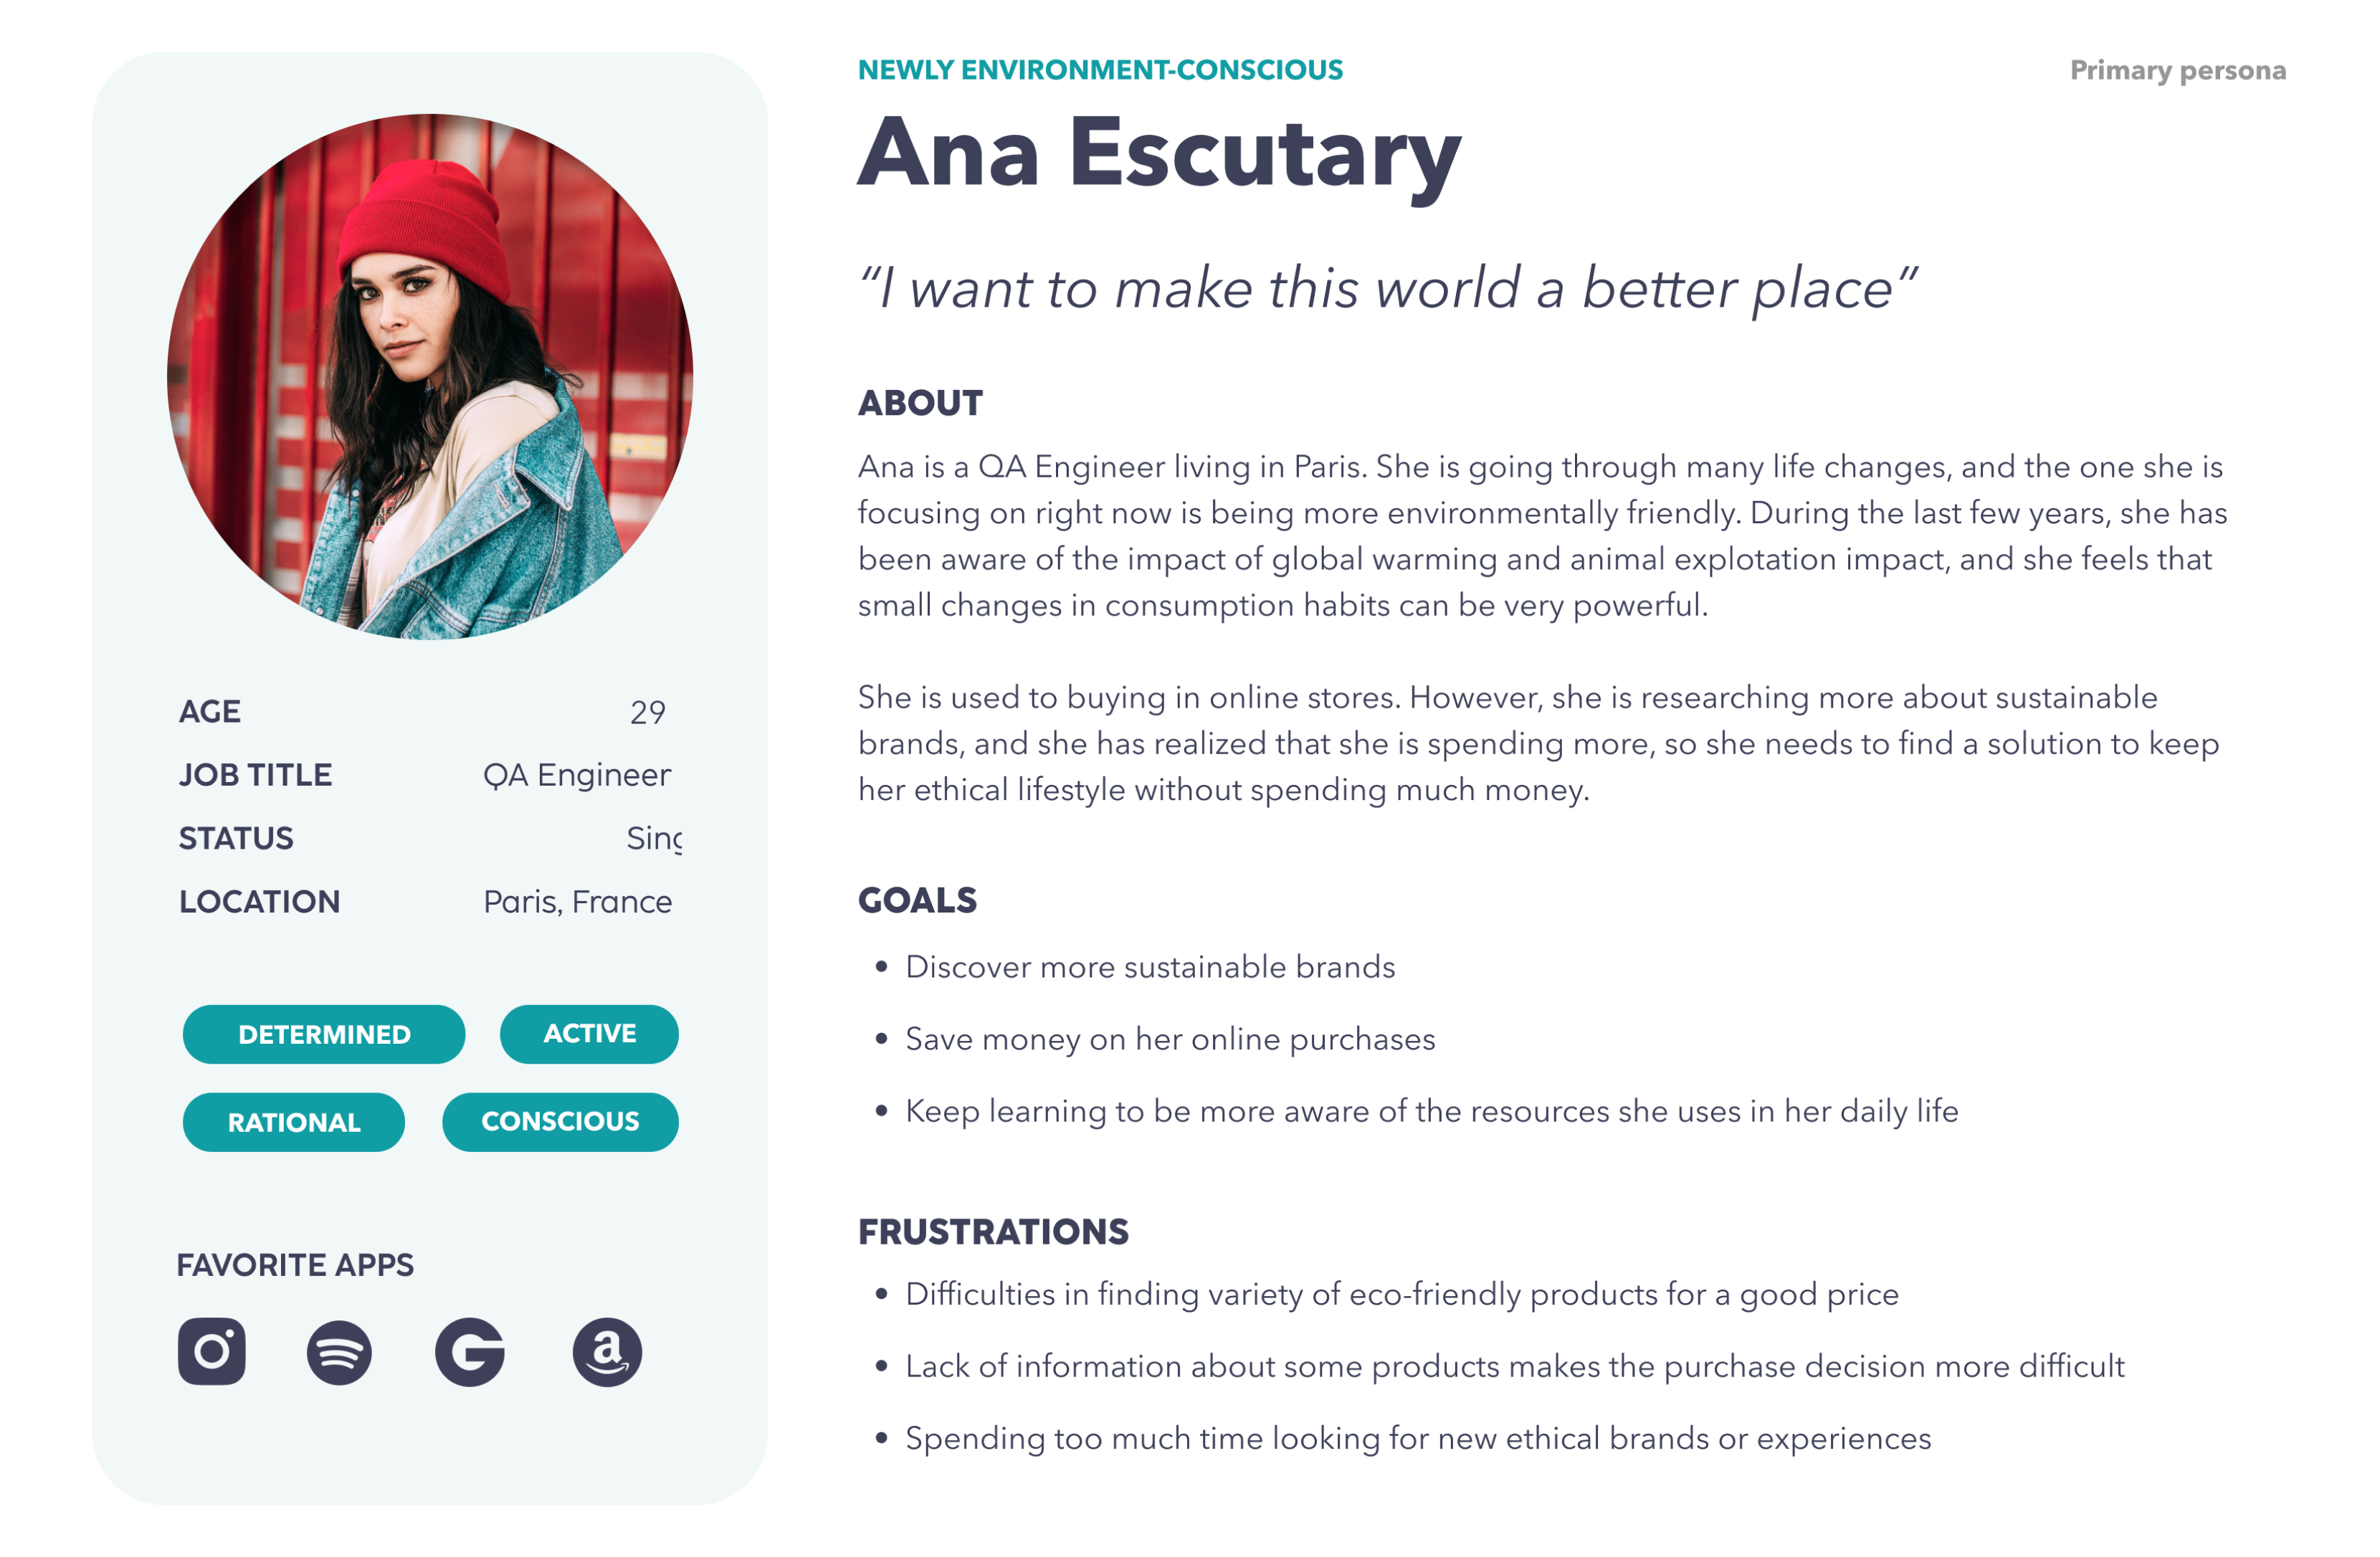 NEWLY ENVIRONMENT-CONSCIOUS
Primary persona
Ana Escutary
“I want to make this world a better place”
ABOUT
Ana is a QA Engineer living in Paris. She is going through many life changes, and the one she is
focusing on right now is being more environmentally friendly. During the last few years, she has
been aware of the impact of global warming and animal explotation impact, and she feels that
small changes in consumption habits can be very powerful.
She is used to buying in online stores. However, she is researching more about sustainable
brands, and she has realized that she is spending more, so she needs to find a solution to keep
her ethical lifestyle without spending much money.
GOALS
• Discover more sustainable brands
• Save money on her online purchases
• Keep learning to be more aware of the resources she uses in her daily life
FRUSTRATIONS
• Difficulties in finding variety of eco-friendly products for a good price
• Lack of information about some products makes the purchase decision more difficult
• Spending too much time looking for new ethical brands or experiences
AGE 29
JOB TITLE QA Engineer
STATUS Sing
LOCATION Paris, France
DETERMINED ACTIVE
RATIONAL CONSCIOUS
FAVORITE APPS